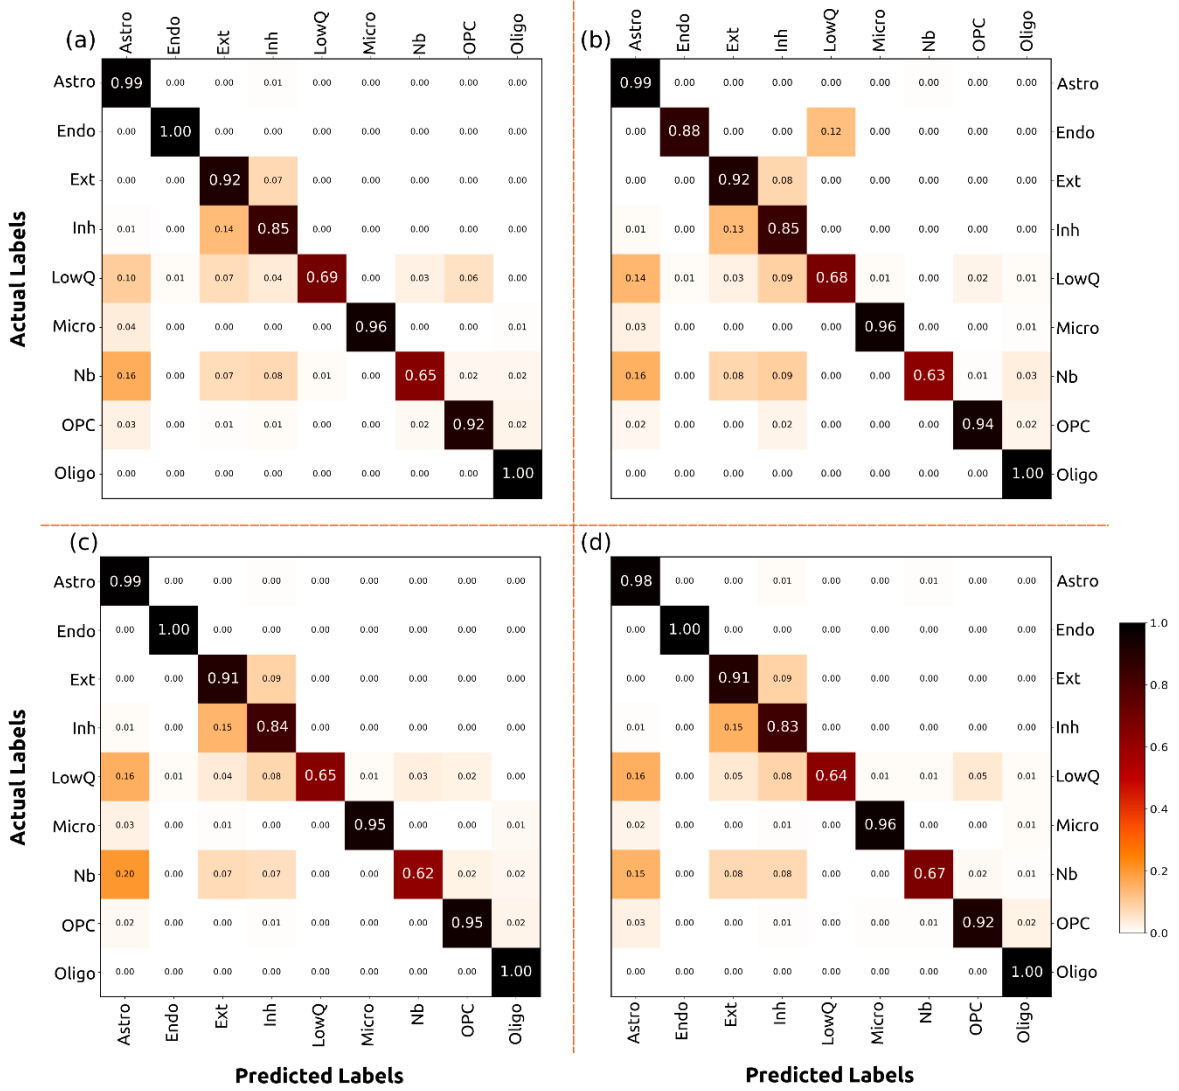 (a)
Astro Endo Ext Inh LowQ Micro Nb OPC Oligo
Astro 0.99 0.00 0.00 0.01 0.00 0.00 0.00 0.00 0.00
Endo 0.00 1.00 0.00 0.00 0.00 0.00 0.00 0.00 0.00
Ext 0.00 0.00 0.92 0.07 0.00 0.00 0.00 0.00 0.00
Inh 0.01 0.00 0.14 0.85 0.00 0.00 0.00 0.00 0.00
LowQ 0.10 0.01 0.07 0.04 0.69 0.00 0.03 0.06 0.00
Micro 0.04 0.00 0.00 0.00 0.00 0.96 0.00 0.00 0.01
Nb 0.16 0.00 0.07 0.08 0.01 0.00 0.65 0.02 0.02
OPC 0.03 0.00 0.01 0.01 0.00 0.00 0.02 0.92 0.02
Oligo 0.00 0.00 0.00 0.00 0.00 0.00 0.00 0.00 1.00
Actual Labels
(b)
Astro Endo Ext Inh LowQ Micro Nb OPC Oligo
0.99 0.00 0.00 0.00 0.00 0.00 0.00 0.00 0.00 Astro
0.00 0.88 0.00 0.00 0.12 0.00 0.00 0.00 0.00 Endo
0.00 0.00 0.92 0.08 0.00 0.00 0.00 0.00 0.00 Ext
0.01 0.00 0.13 0.85 0.00 0.00 0.00 0.00 0.00 Inh
0.14 0.01 0.03 0.09 0.68 0.01 0.00 0.02 0.01 LowQ
0.03 0.00 0.00 0.00 0.00 0.96 0.00 0.00 0.01 Micro
0.16 0.00 0.08 0.09 0.00 0.00 0.63 0.01 0.03 Nb
0.02 0.00 0.00 0.02 0.00 0.00 0.00 0.94 0.02 OPC
0.00 0.00 0.00 0.00 0.00 0.00 0.00 0.00 1.00 Oligo
(c)
Astro 0.99 0.00 0.00 0.00 0.00 0.00 0.00 0.00 0.00
Endo 0.00 1.00 0.00 0.00 0.00 0.00 0.00 0.00 0.00
Ext 0.00 0.00 0.91 0.09 0.00 0.00 0.00 0.00 0.00
Inh 0.01 0.00 0.15 0.84 0.00 0.00 0.00 0.00 0.00
LowQ 0.16 0.01 0.04 0.08 0.65 0.01 0.03 0.02 0.00
Micro 0.03 0.00 0.01 0.00 0.00 0.95 0.00 0.00 0.01
Nb 0.20 0.00 0.07 0.07 0.00 0.00 0.62 0.02 0.02
OPC 0.02 0.00 0.00 0.01 0.00 0.00 0.00 0.95 0.02
Oligo 0.00 0.00 0.00 0.00 0.00 0.00 0.00 0.00 1.00
Astro Endo Ext Inh LowQ Micro Nb OPC Oligo
Actual Labels
Predicted Labels
(d)
0.98 0.00 0.00 0.01 0.00 0.00 0.01 0.00 0.00 Astro
0.00 1.00 0.00 0.00 0.00 0.00 0.00 0.00 0.00 Endo
0.00 0.00 0.91 0.09 0.00 0.00 0.00 0.00 0.00 Ext
0.01 0.00 0.15 0.83 0.00 0.00 0.00 0.00 0.00 Inh
0.16 0.00 0.05 0.08 0.64 0.01 0.01 0.05 0.01 LowQ
0.02 0.00 0.00 0.01 0.00 0.96 0.00 0.00 0.01 Micro
0.15 0.00 0.08 0.08 0.00 0.00 0.67 0.02 0.01 Nb
0.03 0.00 0.00 0.01 0.00 0.00 0.01 0.92 0.02 OPC
0.00 0.00 0.00 0.00 0.00 0.00 0.00 0.00 1.00 Oligo
Astro Endo Ext Inh LowQ Micro Nb OPC Oligo
Predicted Labels
1.0
0.8
0.6
0.4
0.2
0.0